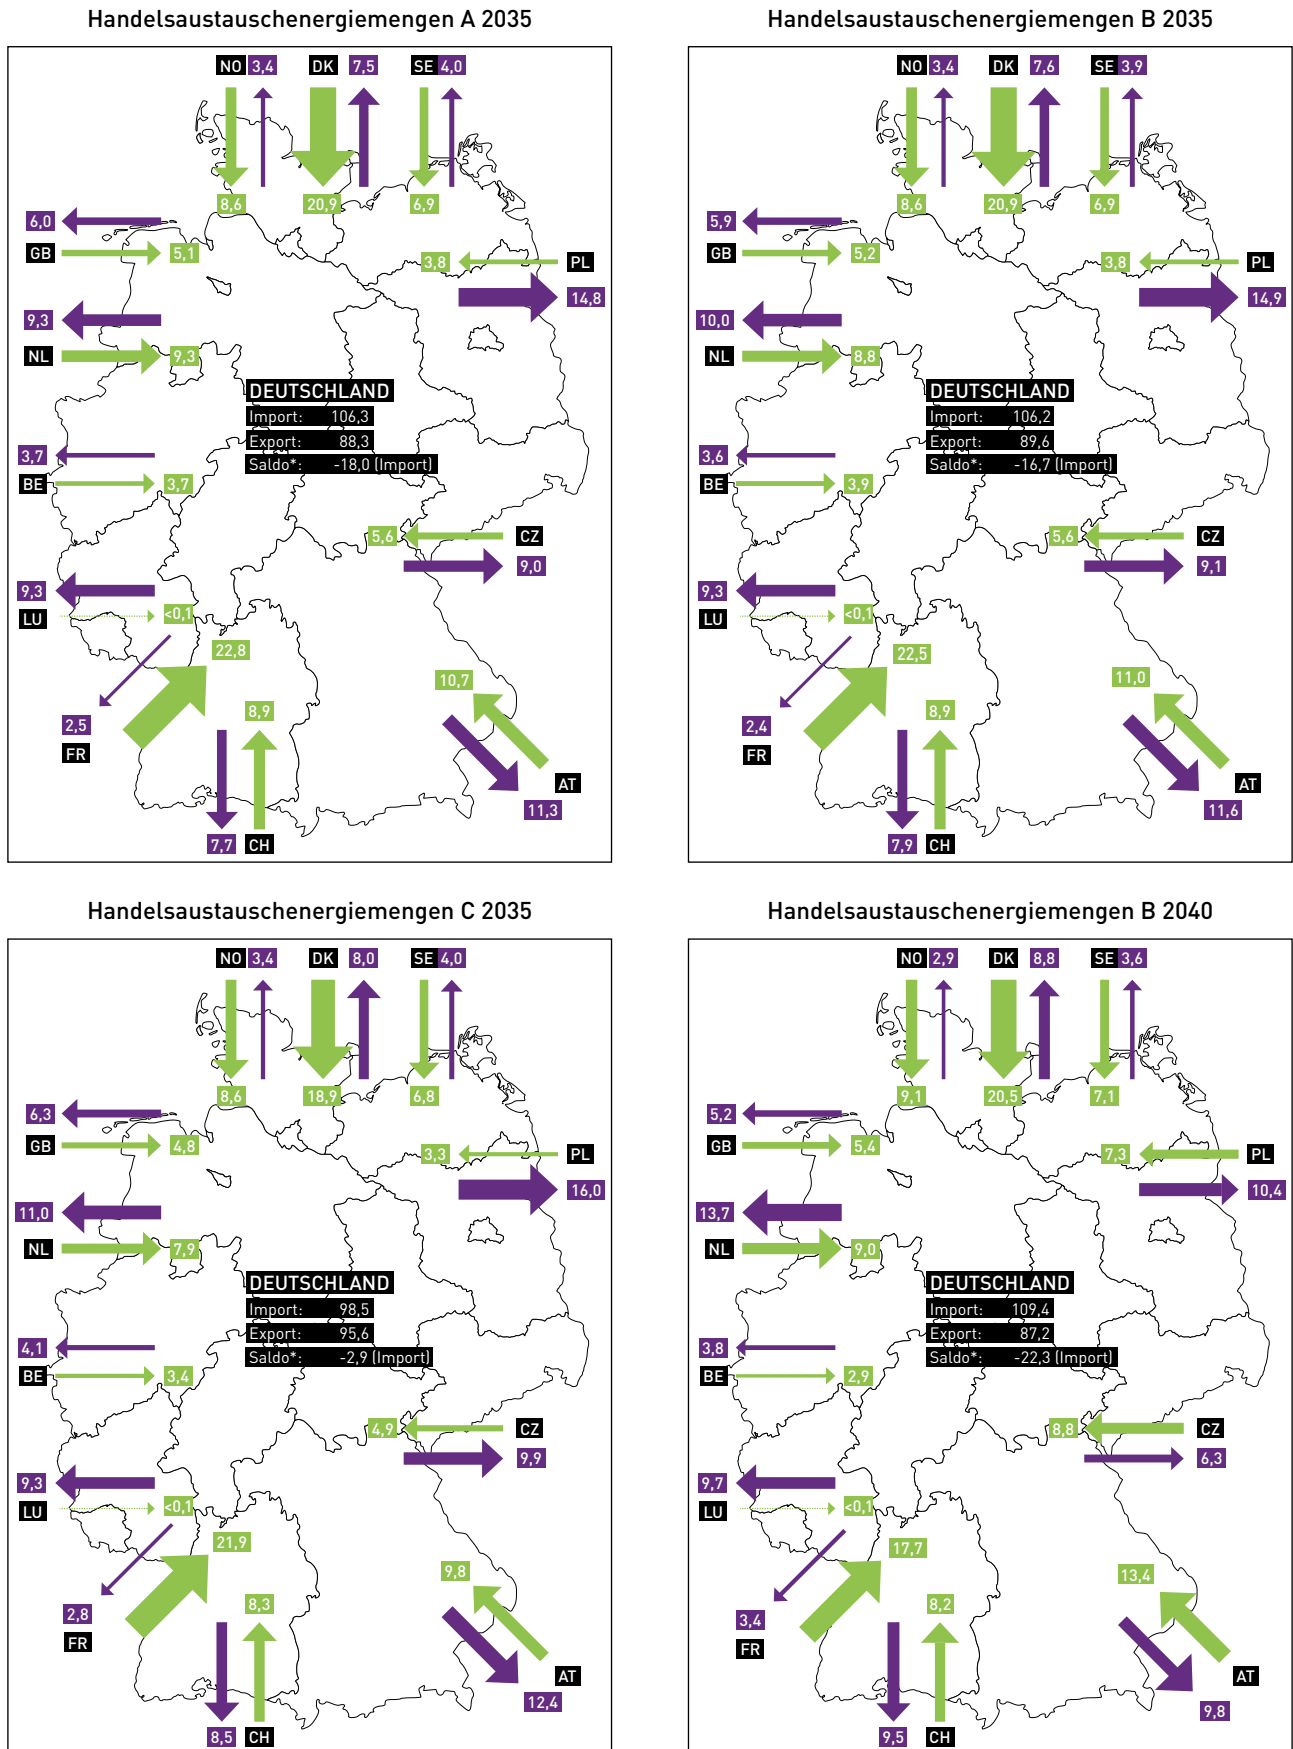 Handelsaustauschenergiemengen A 2035
NO 3,4 DK 7,5 SE 4,0
8,6 20,9 6,9
6,0
GB 5,1
3,8 PL
14,8
9,3
NL 9,3
DEUTSCHLAND
Import: 106,3
Export: 88,3
Saldo*: -18,0 (Import)
3,7
BE 3,7
5,6 CZ
9,0
9,3
LU <0,1
22,8
10,7
2,5
8,9
FR
AT
11,3
7,7 CH
Handelsaustauschenergiemengen B 2035
NO 3,4 DK 7,6 SE 3,9
8,6 20,9 6,9
5,9
GB 5,2
3,8 PL
14,9
10,0
NL 8,8
DEUTSCHLAND
Import: 106,2
Export: 89,6
Saldo*: -16,7 (Import)
3,6
BE 3,9
5,6 CZ
9,1
9,3
LU <0,1
22,5
11,0
2,4
8,9
FR
AT
11,6
7,9 CH
Handelsaustauschenergiemengen C 2035
NO 3,4 DK 8,0 SE 4,0
8,6 18,9 6,8
6,3
GB 4,8
3,3 PL
16,0
11,0
NL 7,9
DEUTSCHLAND
Import: 98,5
Export: 95,6
Saldo*: -2,9 (Import)
4,1
BE 3,4
4,9 CZ
9,9
9,3
LU <0,1
21,9
9,8
2,8
8,3
FR
AT
12,4
8,5 CH
Handelsaustauschenergiemengen B 2040
NO 2,9 DK 8,8 SE 3,6
9,1 20,5 7,1
5,2
GB 5,4
7,3 PL
10,4
13,7
NL 9,0
DEUTSCHLAND
Import: 109,4
Export: 87,2
Saldo*: -22,3 (Import)
3,8
BE 2,9
8,8 CZ
6,3
9,7
LU <0,1
17,7
13,4
3,4
8,2
FR
AT
9,8
9,5 CH